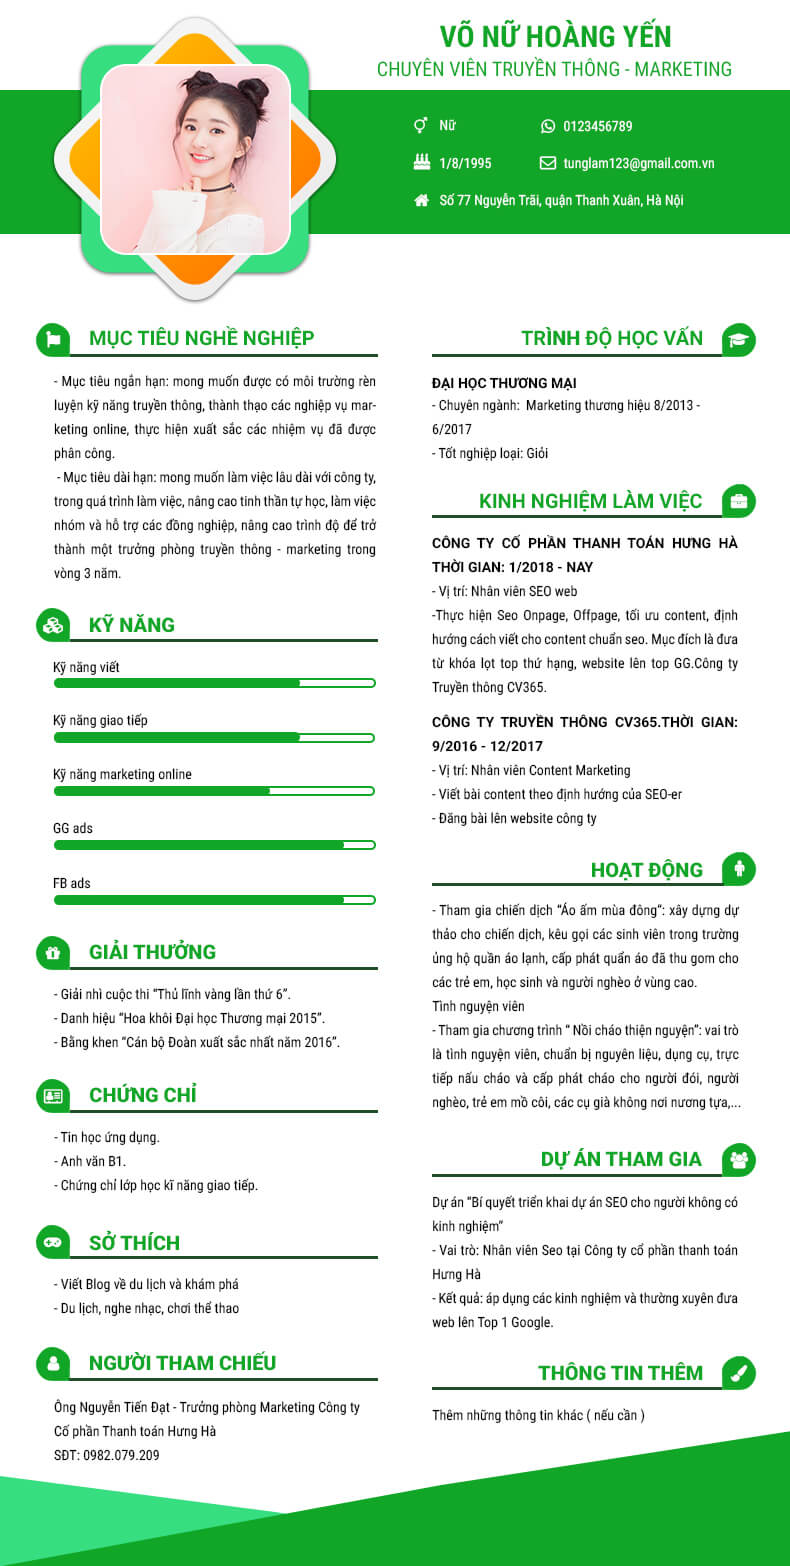 VÕ NỮ HOÀNG YẾN
CHUYÊN VIÊN TRUYỀN THÔNG - MARKETING
Nữ
0123456789
1/8/1995
tunglam123@gmail.com.vn
Số 77 Nguyễn Trãi, quận Thanh Xuân, Hà Nội
MỤC TIÊU NGHỀ NGHIỆP
- Mục tiêu ngắn hạn: mong muốn được có môi trường rèn
luyện kỹ năng truyền thông, thành thạo các nghiệp vụ mar-
keting online, thực hiện xuất sắc các nhiệm vụ đã được
phân công.
- Mục tiêu dài hạn: mong muốn làm việc lâu dài với công ty,
trong quá trình làm việc, nâng cao tinh thần tự học, làm việc
nhóm và hỗ trợ các đồng nghiệp, nâng cao trình độ để trở
thành một trưởng phòng truyền thông - marketing trong
vòng 3 năm.
KỸ NĂNG
Kỹ năng viết
Kỹ năng giao tiếp
Kỹ năng marketing online
GG ads
FB ads
GIẢI THƯỞNG
- Giải nhì cuộc thi “Thủ lĩnh vàng lần thứ 6”.
- Danh hiệu “Hoa khôi Đại học Thương mại 2015”.
- Bằng khen “Cán bộ Đoàn xuất sắc nhất năm 2016”.
CHỨNG CHỈ
- Tin học ứng dụng.
- Anh văn B1.
- Chứng chỉ lớp học kĩ năng giao tiếp.
SỞ THÍCH
- Viết Blog về du lịch và khám phá
- Du lịch, nghe nhạc, chơi thể thao
NGƯỜI THAM CHIẾU
Ông Nguyễn Tiến Đạt - Trưởng phòng Marketing Công ty
Cổ phần Thanh toán Hưng Hà
SĐT: 0982.079.209
TRÌNH ĐỘ HỌC VẤN
ĐẠI HỌC THƯƠNG MẠI
- Chuyên ngành: Marketing thương hiệu 8/2013 -
6/2017
- Tốt nghiệp loại: Giỏi
KINH NGHIỆM LÀM VIỆC
CÔNG TY CỔ PHẦN THANH TOÁN HƯNG HÀ
THỜI GIAN: 1/2018 - NAY
- Vị trí: Nhân viên SEO web
-Thực hiện Seo Onpage, Offpage, tối ưu content, định
hướng cách viết cho content chuẩn seo. Mục đích là đưa
từ khóa lọt top thứ hạng, website lên top GG.Công ty
Truyền thông CV365.
CÔNG TY TRUYỀN THÔNG CV365.THỜI GIAN:
9/2016 - 12/2017
- Vị trí: Nhân viên Content Marketing
- Viết bài content theo định hướng của SEO-er
- Đăng bài lên website công ty
HOẠT ĐỘNG
- Tham gia chiến dịch “Áo ấm mùa đông“: xây dựng dự
thảo cho chiến dịch, kêu gọi các sinh viên trong trường
ủng hộ quần áo lạnh, cấp phát quẩn áo đã thu gom cho
các trẻ em, học sinh và người nghèo ở vùng cao.
Tình nguyện viên
- Tham gia chương trình “ Nồi cháo thiện nguyện”: vai trò
là tình nguyện viên, chuẩn bị nguyên liệu, dụng cụ, trực
tiếp nấu cháo và cấp phát cháo cho người đói, người
nghèo, trẻ em mồ côi, các cụ già không nơi nương tựa,...
DỰ ÁN THAM GIA
Dự án “Bí quyết triển khai dự án SEO cho người không có
kinh nghiệm”
- Vai trò: Nhân viên Seo tại Công ty cổ phần thanh toán
Hưng Hà
- Kết quả: áp dụng các kinh nghiệm và thường xuyên đưa
web lên Top 1 Google.
THÔNG TIN THÊM
Thêm những thông tin khác ( nếu cần )